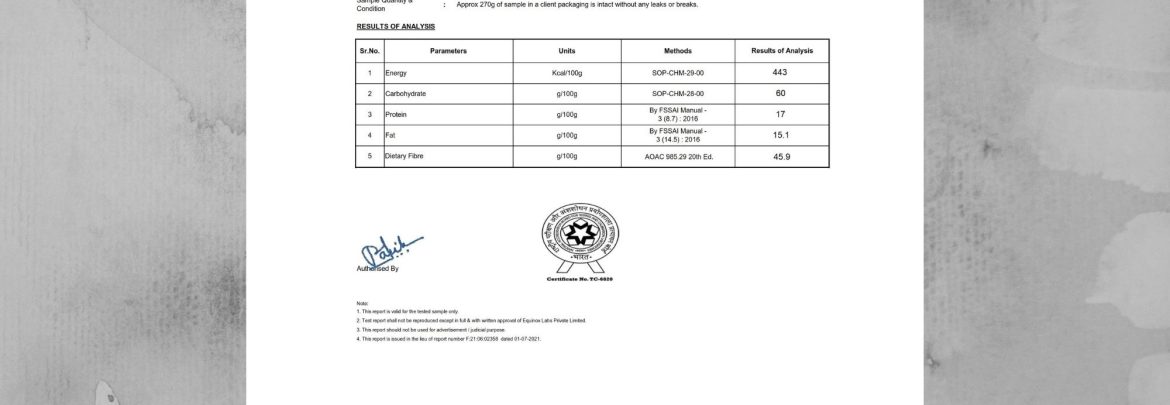 Sample Quantity &
Condition
: Approx 270g of sample in a client packaging is intact without any leaks or breaks.
RESULTS OF ANALYSIS
Sr.No. Parameters Units Methods Results of Analysis
1 Energy Kcal/100g SOP-CHM-29-00 443
2 Carbohydrate g/100g SOP-CHM-28-00 60
3 Protein g/100g By FSSAI Manual -
3 (8.7) : 2016 17
4 Fat g/100g By FSSAI Manual -
3 (14.5) : 2016 15.1
5 Dietary Fibre g/100g AOAC 985.29 20th Ed. 45.9
भारत
Certificate No. TC-6820
Authorised By
Note:
1. This report is valid for the tested sample only.
2. Test report shall not be reproduced except in full & with written approval of Equinox Labs Private Limited.
3. This report should not be used for advertisement / judicial purpose.
4. This report is issued in the lieu of report number F:21:06:02358 dated 01-07-2021.